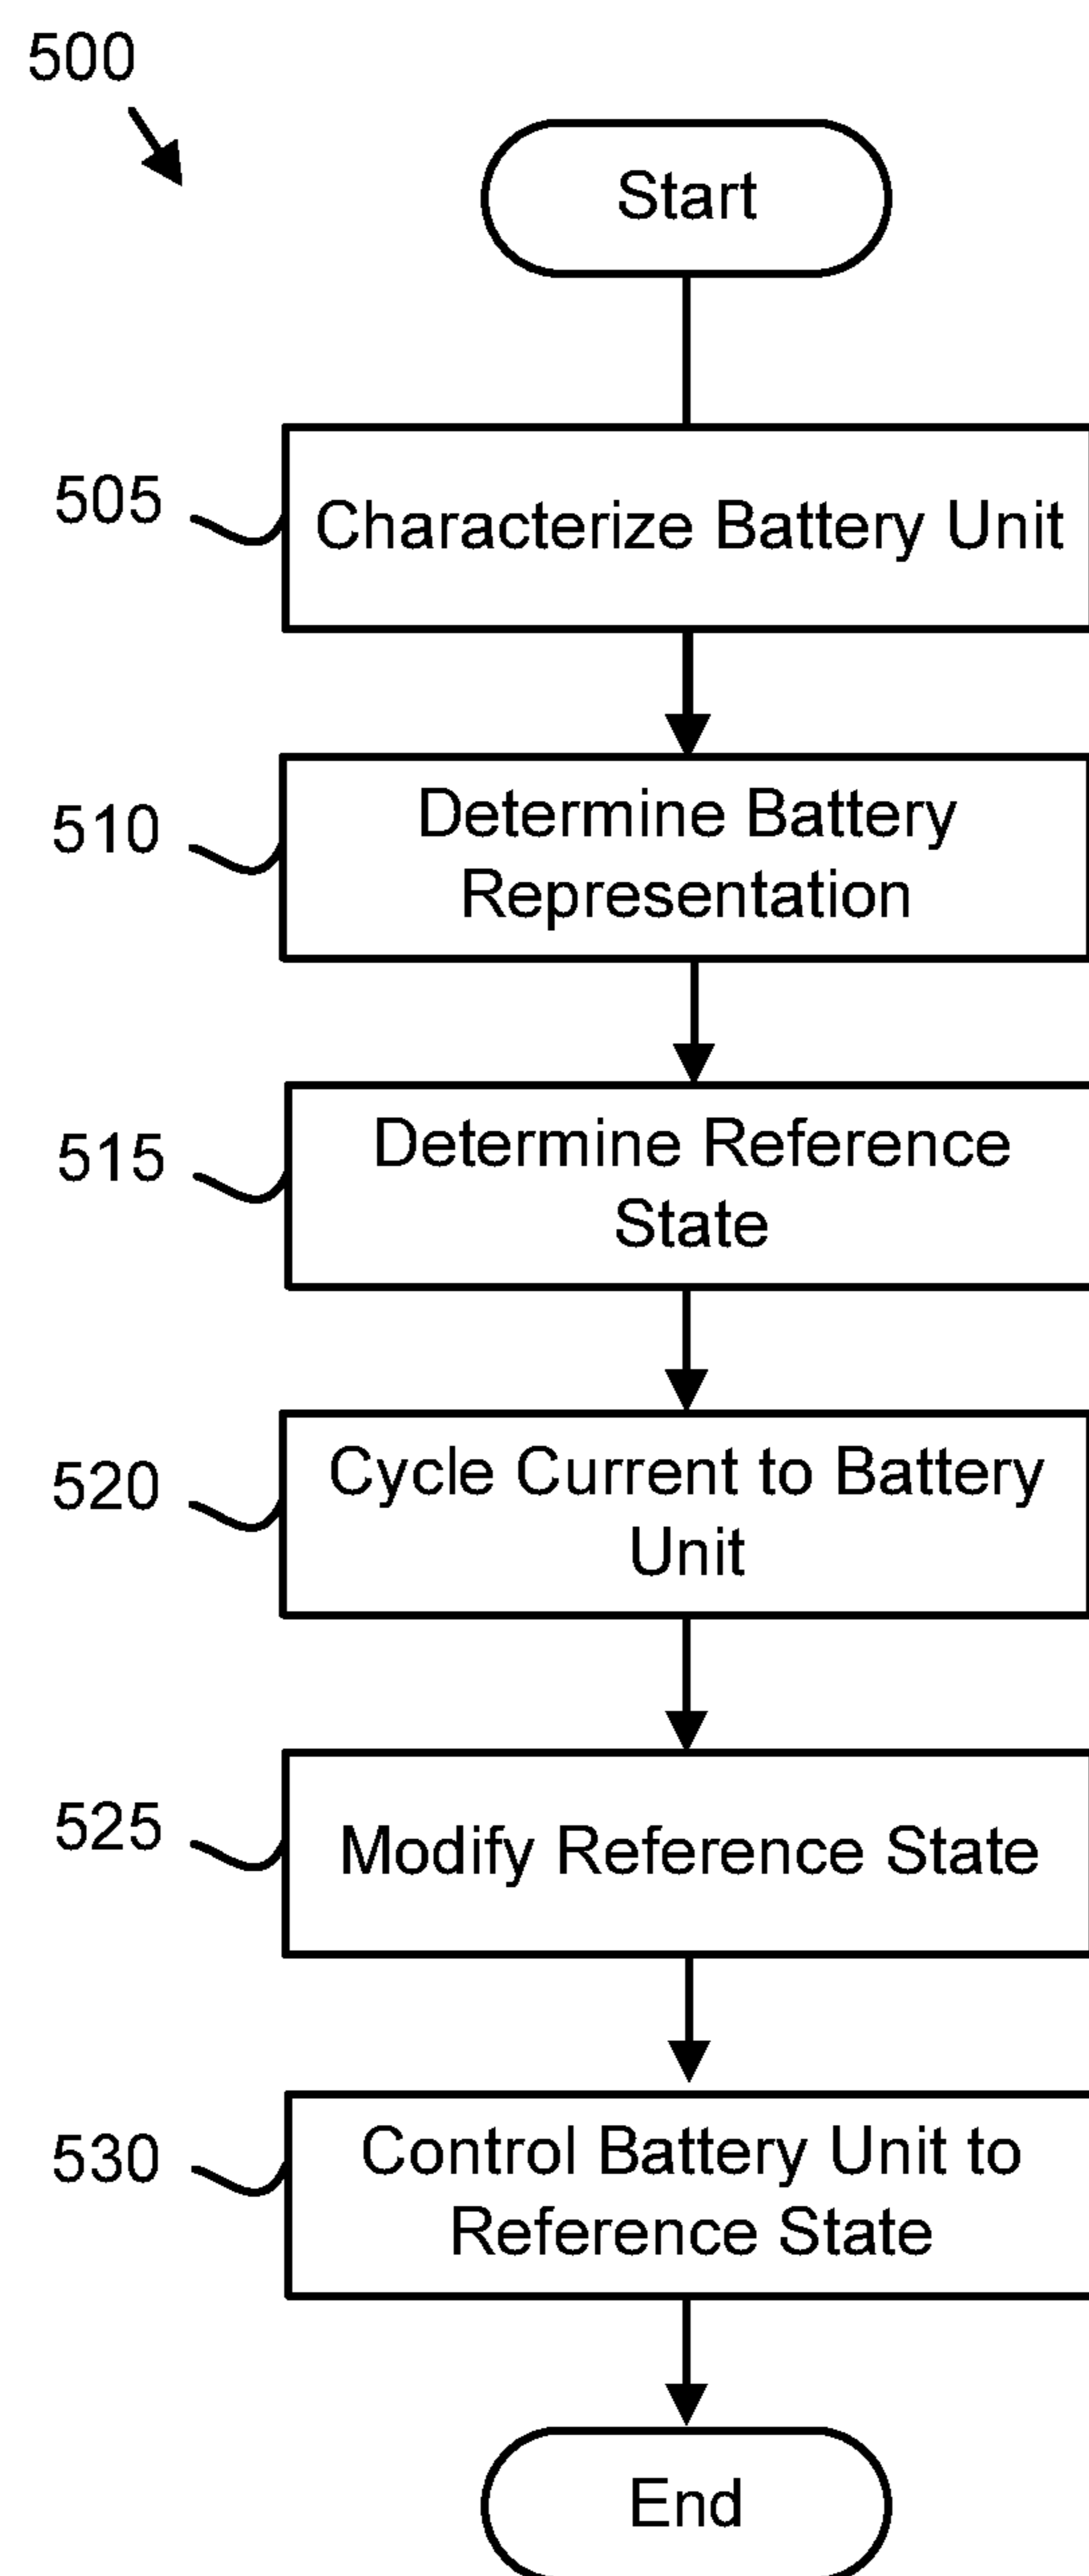 500
Start
505
Characterize Battery Unit
510
Determine Battery
Representation
515
Determine Reference
State
520
Cycle Current to Battery
Unit
525
Modify Reference State
530
Control Battery Unit to
Reference State
End